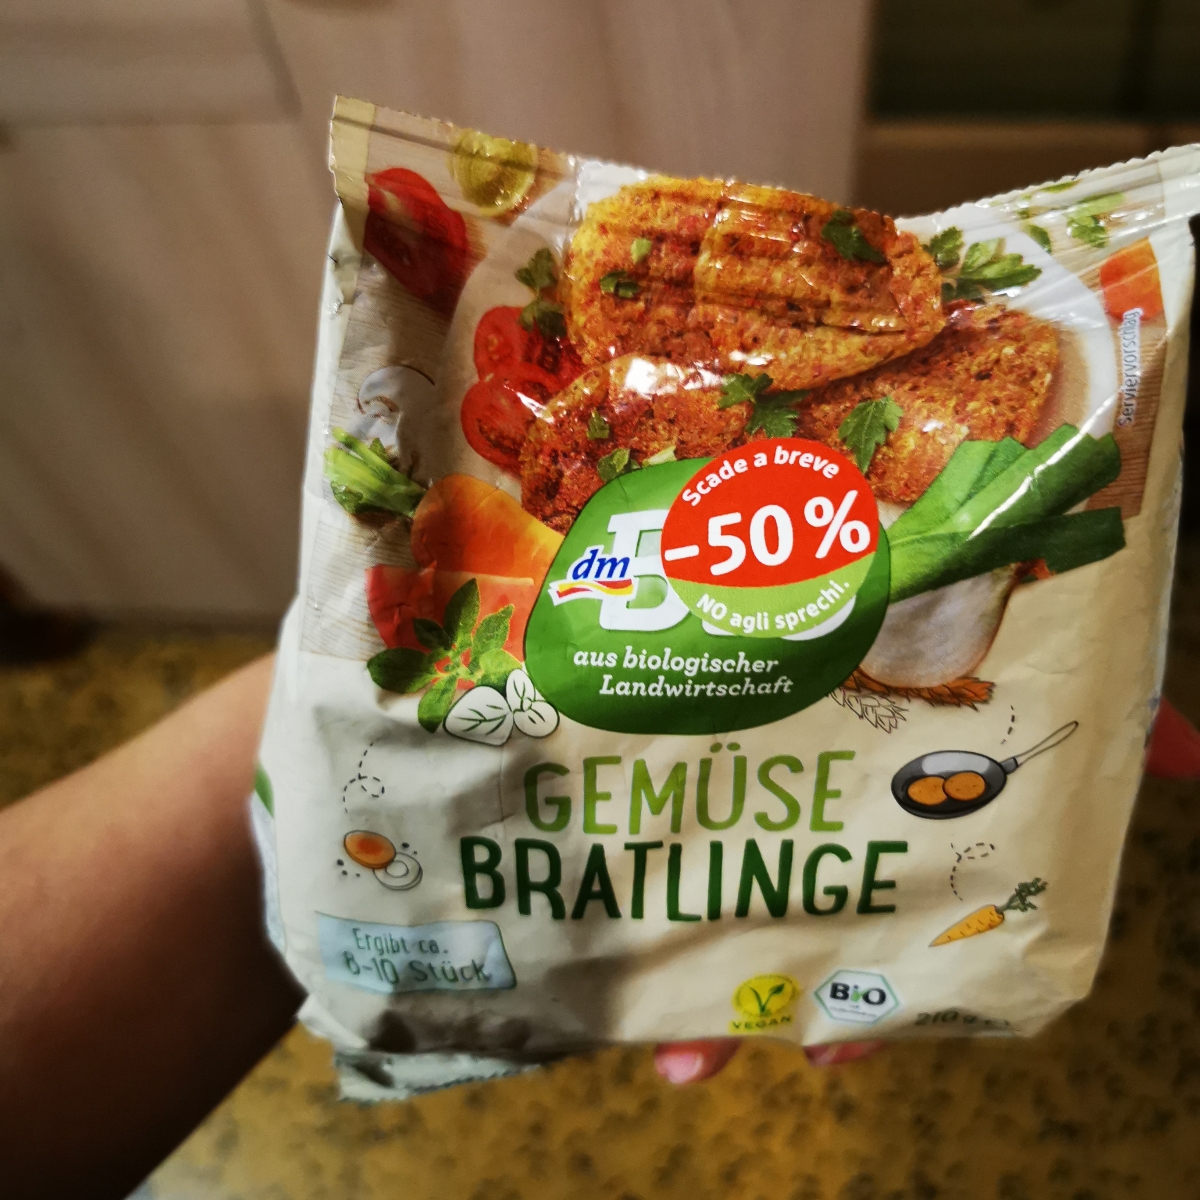 Serviervorschlag
Scade a breve
-50%
NO agli sprechi.
dm
aus biologischer
Landwirtschaft
GEMÜSE
BRATLINGE
Ergibt ca.
8-10 Stück
VEGAN
BiO
210 g